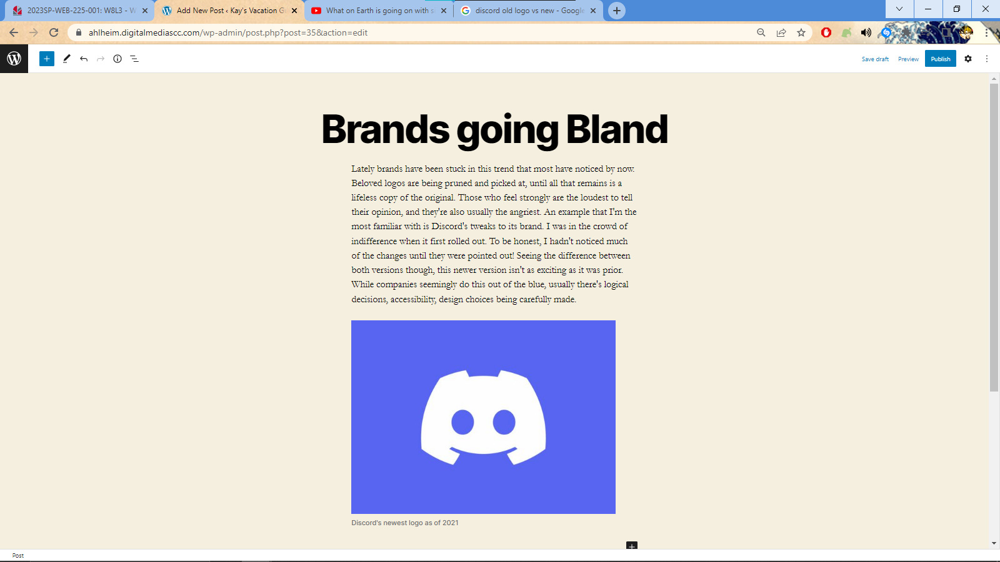 2023SP-WEB-225-001: W8L3 - W
Add New Post ‹ Kay's Vacation G
What on Earth is going on with s
discord old logo vs new - Google
ahlheim.digitalmediascc.com/wp-admin/post.php?post=35&action=edit
Save draft
Preview
Publish
Brands going Bland
Lately brands have been stuck in this trend that most have noticed by now.
Beloved logos are being pruned and picked at, until all that remains is a
lifeless copy of the original. Those who feel strongly are the loudest to tell
their opinion, and they're also usually the angriest. An example that I'm the
most familiar with is Discord's tweaks to its brand. I was in the crowd of
indifference when it first rolled out. To be honest, I hadn't noticed much
of the changes until they were pointed out! Seeing the difference between
both versions though, this newer version isn't as exciting as it was prior.
While companies seemingly do this out of the blue, usually there's logical
decisions, accessibility, design choices being carefully made.
Discord's newest logo as of 2021
Post